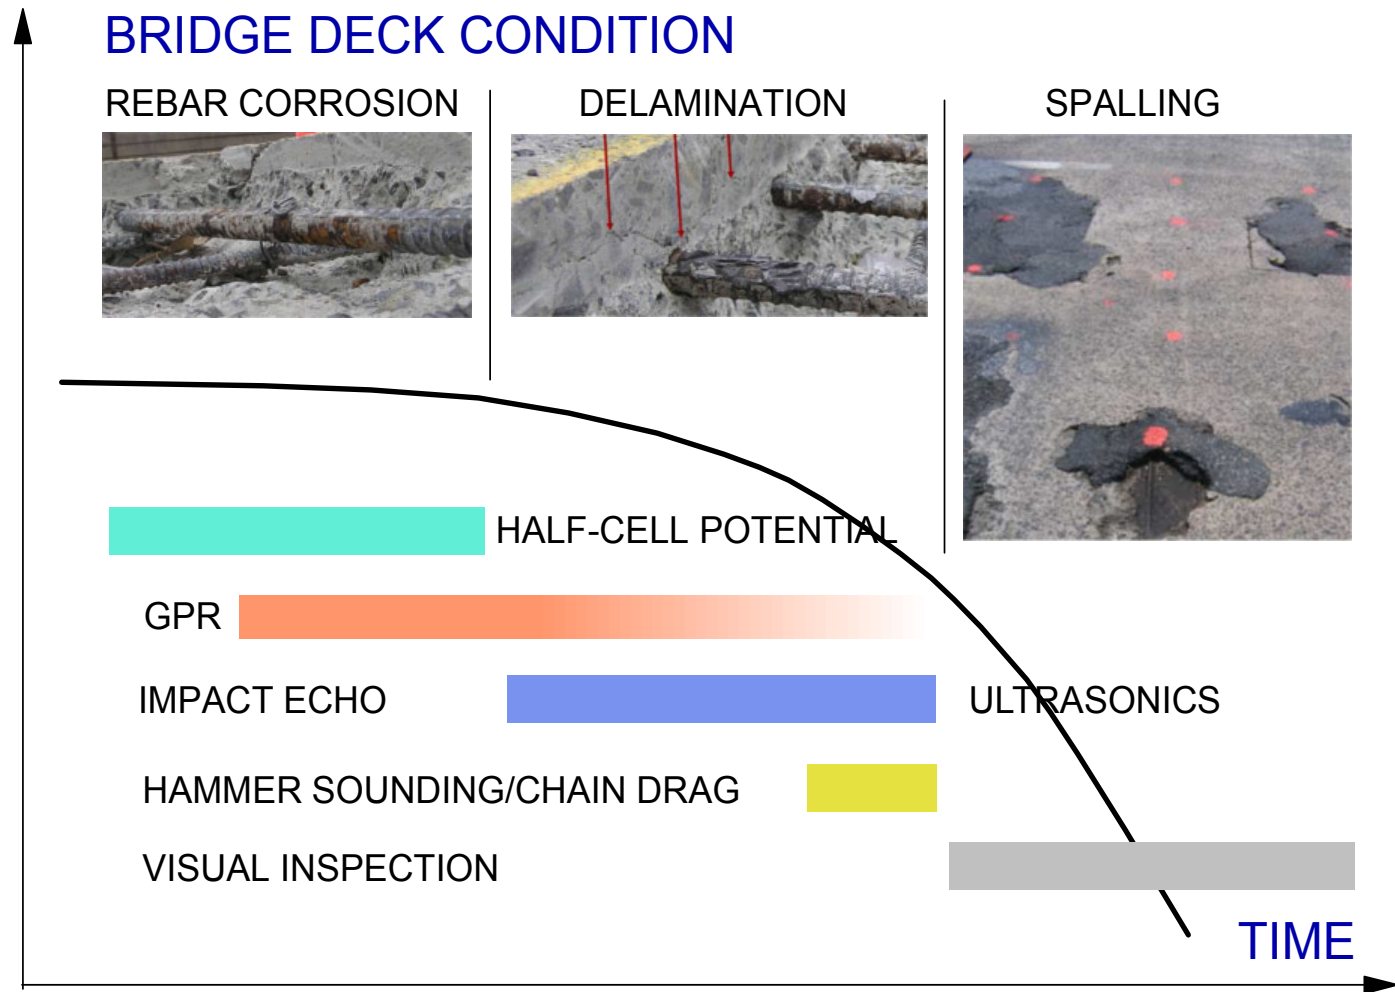 BRIDGE DECK CONDITION
REBAR CORROSION
DELAMINATION
SPALLING
HALF-CELL POTENTIAL
GPR
IMPACT ECHO
ULTRASONICS
HAMMER SOUNDING/CHAIN DRAG
VISUAL INSPECTION
TIME